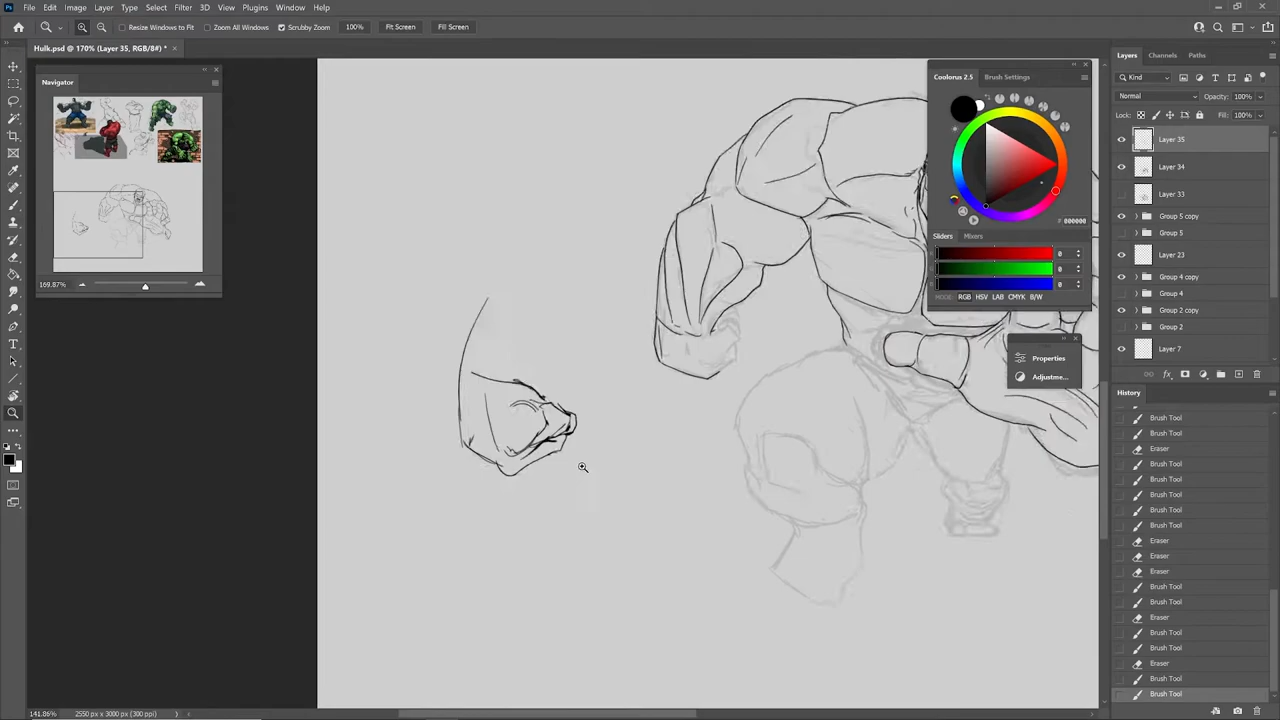 Ps File Edit Image Layer Type Select Filter 3D View Plugins Window Help
Resize Windows to Fit Zoom All Windows Scrubby Zoom 100% Fit Screen Fill Screen
Hulk.psd @ 170% (Layer 35, RGB/8#) *
Navigator
169.87%
Coolorus 2.5 Brush Settings
# 000000
Sliders Mixers
0
0
0
MODE: RGB HSV LAB CMYK B/W
Properties
Adjustme...
Layers Channels Paths
Kind
Normal Opacity: 100%
Lock: Fill: 100%
Layer 35
Layer 34
Layer 33
Group 5 copy
Group 5
Layer 23
Group 4 copy
Group 4
Group 2 copy
Group 2
Layer 7
History
Brush Tool
Brush Tool
Eraser
Brush Tool
Brush Tool
Brush Tool
Brush Tool
Brush Tool
Eraser
Eraser
Eraser
Brush Tool
Brush Tool
Eraser
Brush Tool
Brush Tool
Eraser
Brush Tool
Brush Tool
141.86% 2550 px x 3000 px (300 ppi)